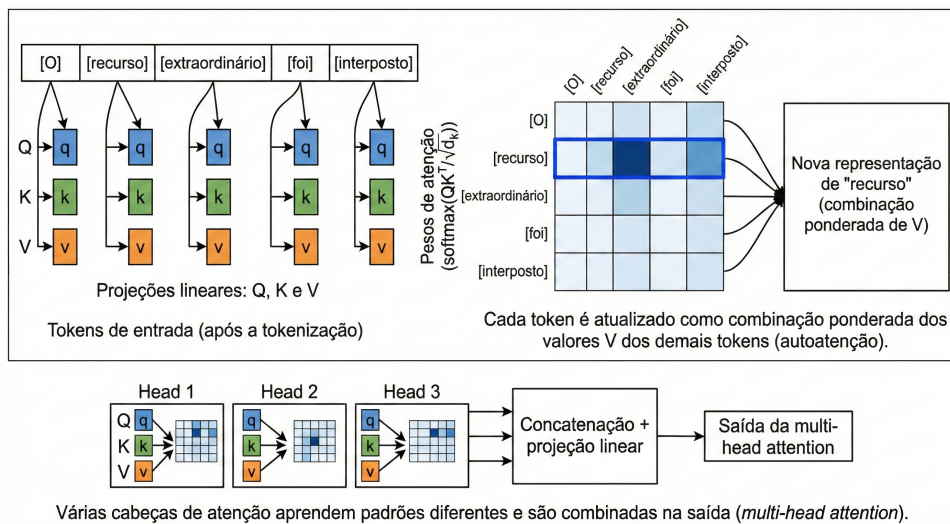 [O] [recurso] [extraordinário] [foi] [interposto]
Q q q q q q
K k k k k k
V v v v v v
Projeções lineares: Q, K e V
Tokens de entrada (após a tokenização)
[O] [recurso] [extraordinário] [foi] [interposto]
Pesos de atenção
(softmax(QKᵀ/√dₖ))
[O]
[recurso]
[extraordinário]
[foi]
[interposto]
Nova representação
de "recurso"
(combinação
ponderada de V)
Cada token é atualizado como combinação ponderada dos
valores V dos demais tokens (autoatenção).
Head 1 Head 2 Head 3
Q q q q
K k k k
V v v v
Concatenação +
projeção linear
Saída da multi-
head attention
Várias cabeças de atenção aprendem padrões diferentes e são combinadas na saída (multi-head attention).